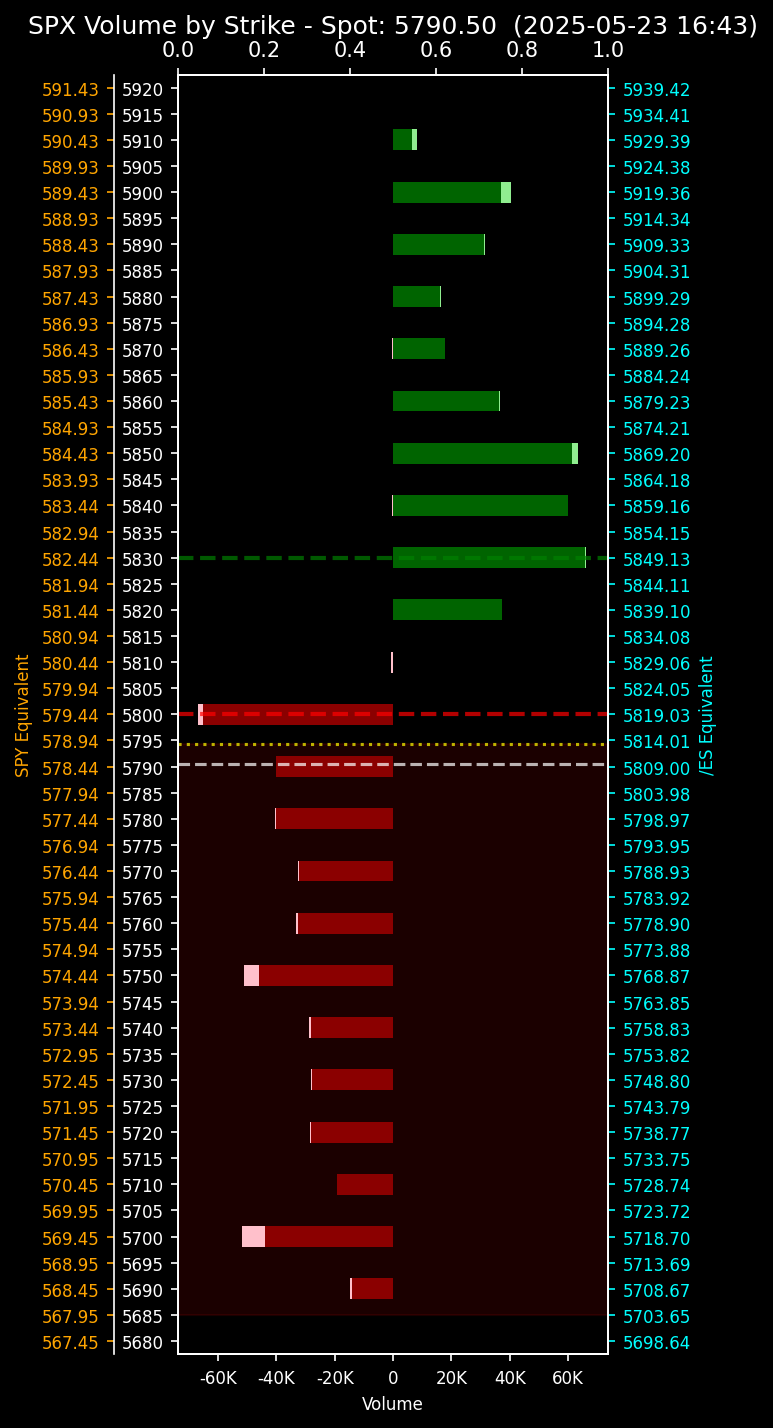 SPX Volume by Strike - Spot: 5790.50 (2025-05-23 16:43)
0.0 0.2 0.4 0.6 0.8 1.0
591.43 5920 5939.42
590.93 5915 5934.41
590.43 5910 5929.39
589.93 5905 5924.38
589.43 5900 5919.36
588.93 5895 5914.34
588.43 5890 5909.33
587.93 5885 5904.31
587.43 5880 5899.29
586.93 5875 5894.28
586.43 5870 5889.26
585.93 5865 5884.24
585.43 5860 5879.23
584.93 5855 5874.21
584.43 5850 5869.20
583.93 5845 5864.18
583.44 5840 5859.16
582.94 5835 5854.15
582.44 5830 5849.13
581.94 5825 5844.11
581.44 5820 5839.10
580.94 5815 5834.08
580.44 5810 5829.06
579.94 5805 5824.05
579.44 5800 5819.03
578.94 5795 5814.01
578.44 5790 5809.00
577.94 5785 5803.98
577.44 5780 5798.97
576.94 5775 5793.95
576.44 5770 5788.93
575.94 5765 5783.92
575.44 5760 5778.90
574.94 5755 5773.88
574.44 5750 5768.87
573.94 5745 5763.85
573.44 5740 5758.83
572.95 5735 5753.82
572.45 5730 5748.80
571.95 5725 5743.79
571.45 5720 5738.77
570.95 5715 5733.75
570.45 5710 5728.74
569.95 5705 5723.72
569.45 5700 5718.70
568.95 5695 5713.69
568.45 5690 5708.67
567.95 5685 5703.65
567.45 5680 5698.64
SPY Equivalent
/ES Equivalent
-60K -40K -20K 0 20K 40K 60K
Volume